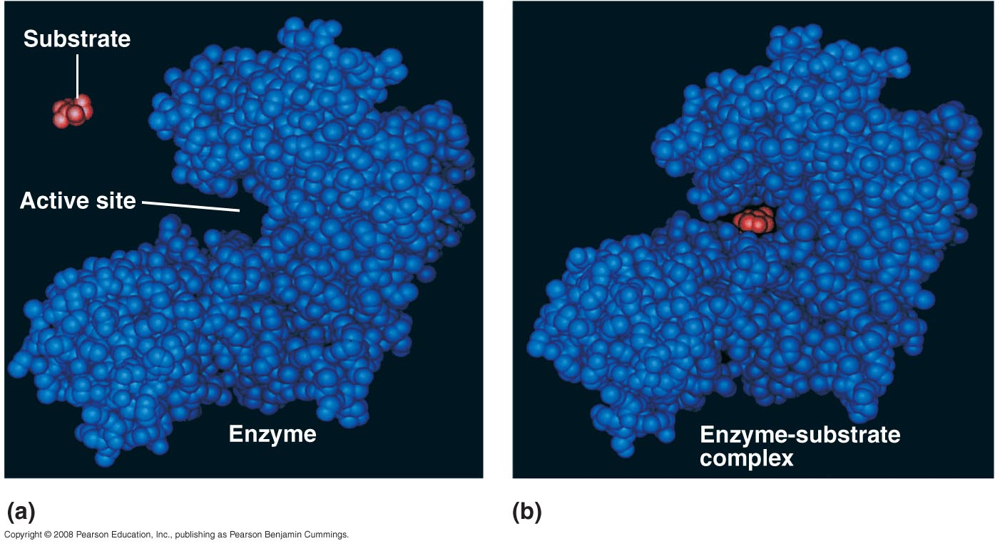 Substrate
Active site
Enzyme
Enzyme-substrate
complex
(a)
(b)
Copyright © 2008 Pearson Education, Inc., publishing as Pearson Benjamin Cummings.